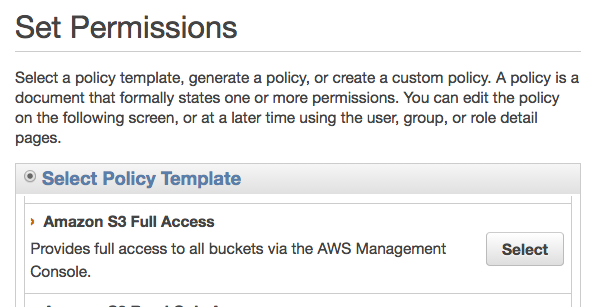 Set Permissions
Select a policy template, generate a policy, or create a custom policy. A policy is a
document that formally states one or more permissions. You can edit the policy
on the following screen, or at a later time using the user, group, or role detail
pages.
Select Policy Template
Amazon S3 Full Access
Provides full access to all buckets via the AWS Management
Console.
Select